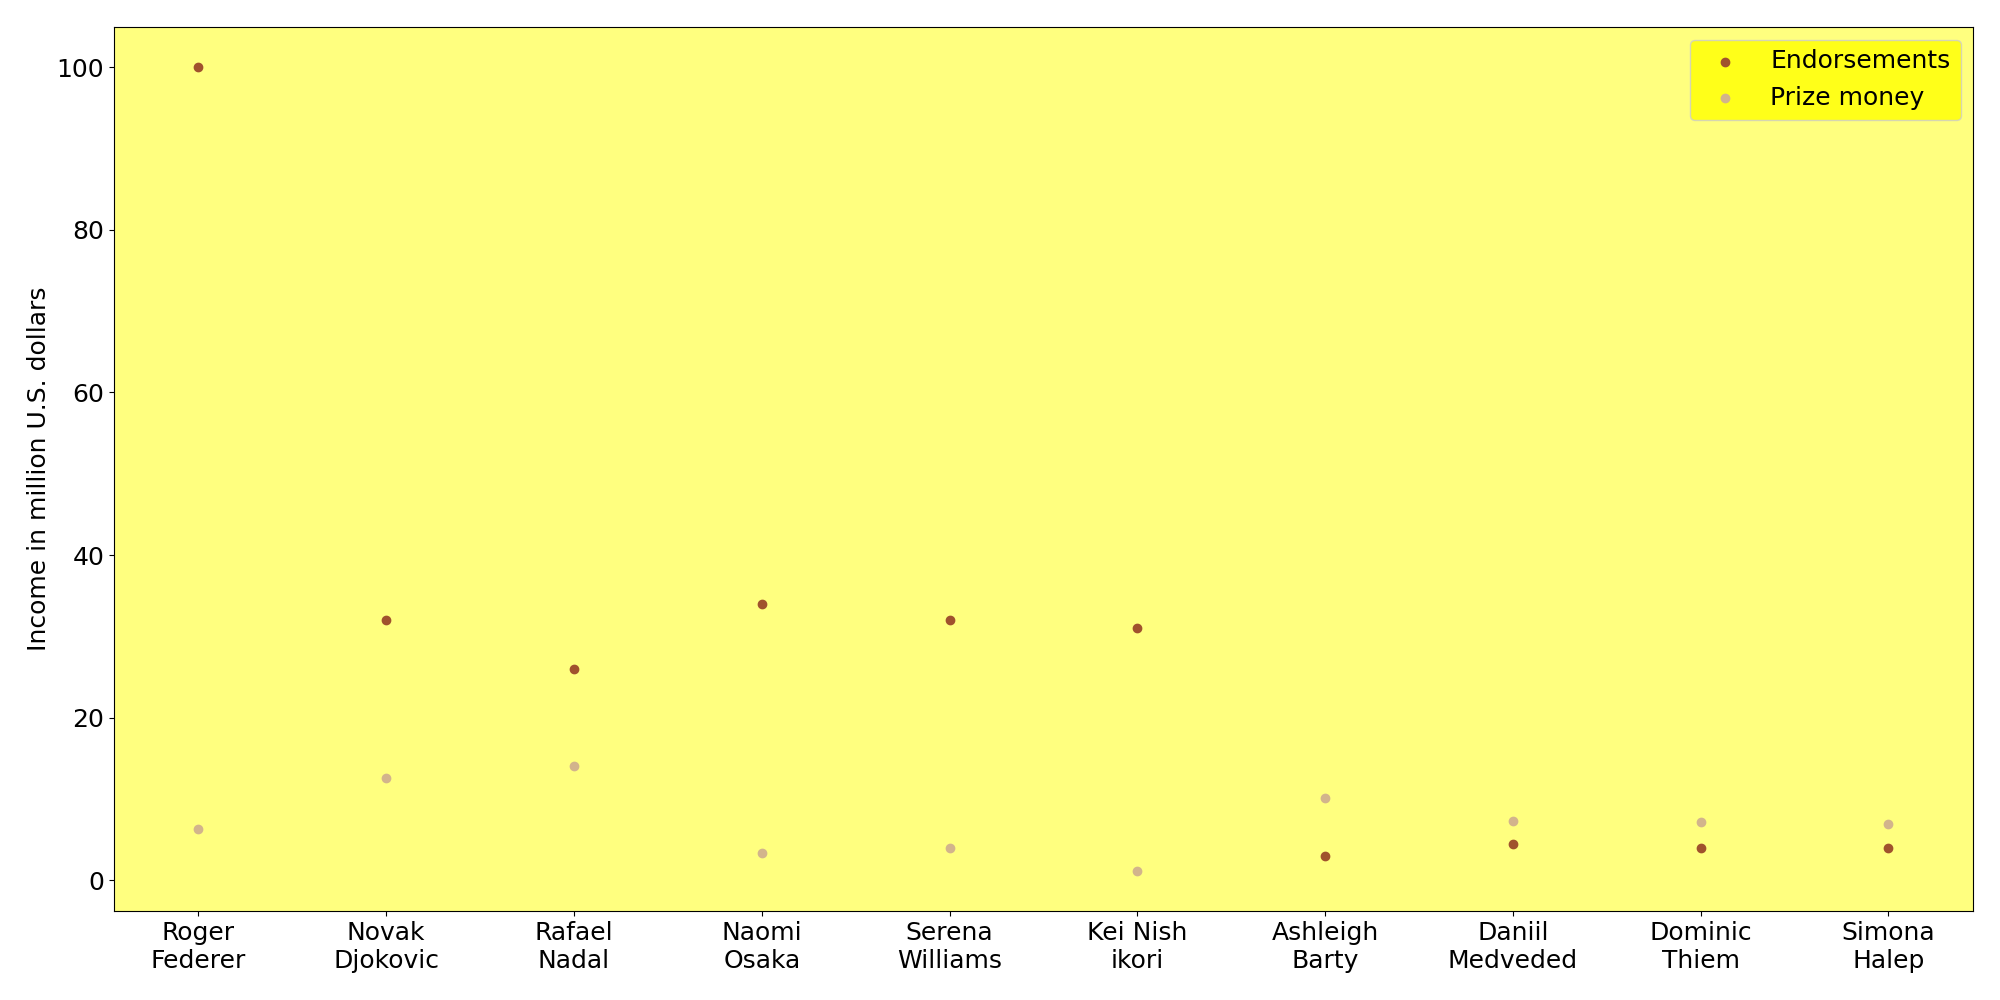 100
80
60
40
20
0
Income in million U.S. dollars
Endorsements
Prize money
Roger
Federer
Novak
Djokovic
Rafael
Nadal
Naomi
Osaka
Serena
Williams
Kei Nish
ikori
Ashleigh
Barty
Daniil
Medveded
Dominic
Thiem
Simona
Halep